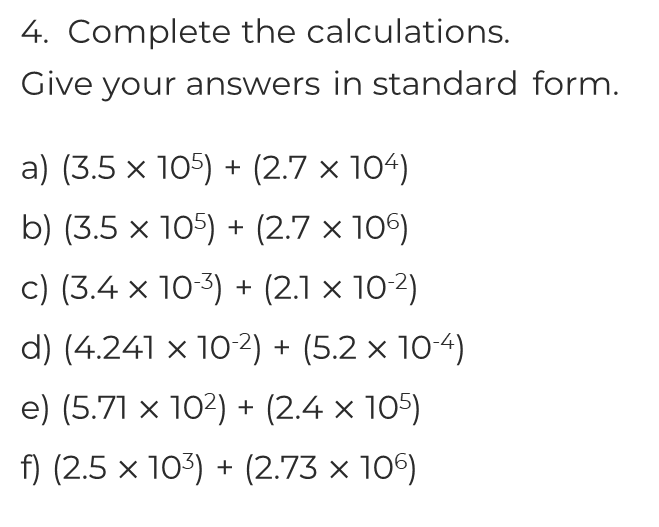 4. Complete the calculations.
Give your answers in standard form.
a) (3.5 × 10⁵) + (2.7 × 10⁴)
b) (3.5 × 10⁵) + (2.7 × 10⁶)
c) (3.4 × 10⁻³) + (2.1 × 10⁻²)
d) (4.241 × 10⁻²) + (5.2 × 10⁻⁴)
e) (5.71 × 10²) + (2.4 × 10⁵)
f) (2.5 × 10³) + (2.73 × 10⁶)